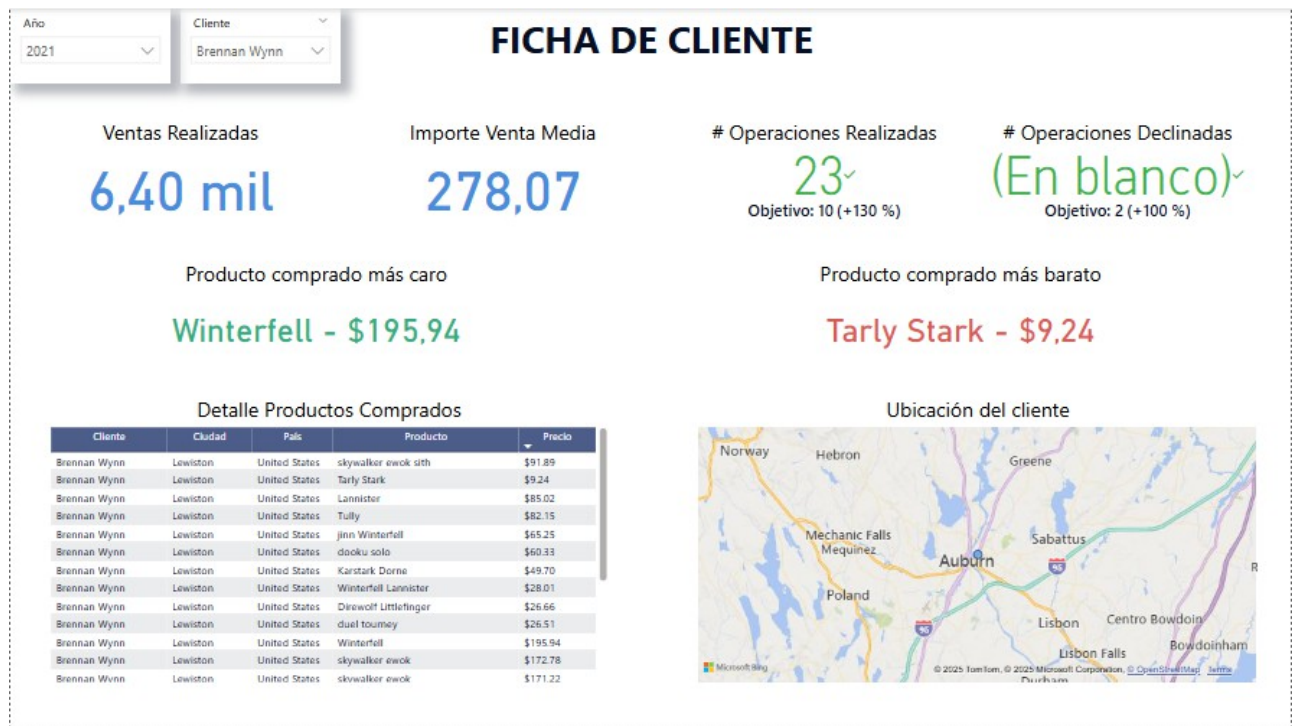 Año
2021
Cliente
Brennan Wynn
FICHA DE CLIENTE
Ventas Realizadas
6,40 mil
Importe Venta Media
278,07
# Operaciones Realizadas
23
Objetivo: 10 (+130 %)
# Operaciones Declinadas
(En blanco)
Objetivo: 2 (+100 %)
Producto comprado más caro
Winterfell - $195,94
Producto comprado más barato
Tarly Stark - $9,24
Detalle Productos Comprados
Cliente Ciudad País Producto Precio
Brennan Wynn Lewiston United States skywalker ewok sith $91.89
Brennan Wynn Lewiston United States Tarly Stark $9.24
Brennan Wynn Lewiston United States Lannister $85.02
Brennan Wynn Lewiston United States Tully $82.15
Brennan Wynn Lewiston United States jinn Winterfell $65.25
Brennan Wynn Lewiston United States dooku solo $60.33
Brennan Wynn Lewiston United States Karstark Dorne $49.70
Brennan Wynn Lewiston United States Winterfell Lannister $28.01
Brennan Wynn Lewiston United States Direwolf Littlefinger $26.66
Brennan Wynn Lewiston United States duel tourney $26.51
Brennan Wynn Lewiston United States Winterfell $195.94
Brennan Wynn Lewiston United States skywalker ewok $172.78
Brennan Wynn Lewiston United States skywalker ewok $171.22
Ubicación del cliente
Norway
Hebron
Greene
Mechanic Falls
Mequinez
Sabattus
Auburn
95
R
Poland
95
Lisbon
Centro Bowdoin
Lisbon Falls
Bowdoinham
Microsoft Bing
© 2025 TomTom, © 2025 Microsoft Corporation, © OpenStreetMap Terms
Durham